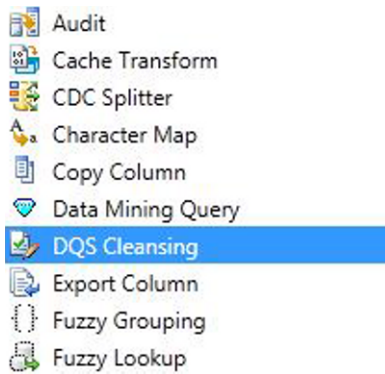 Audit
Cache Transform
CDC Splitter
Character Map
Copy Column
Data Mining Query
DQS Cleansing
Export Column
Fuzzy Grouping
Fuzzy Lookup